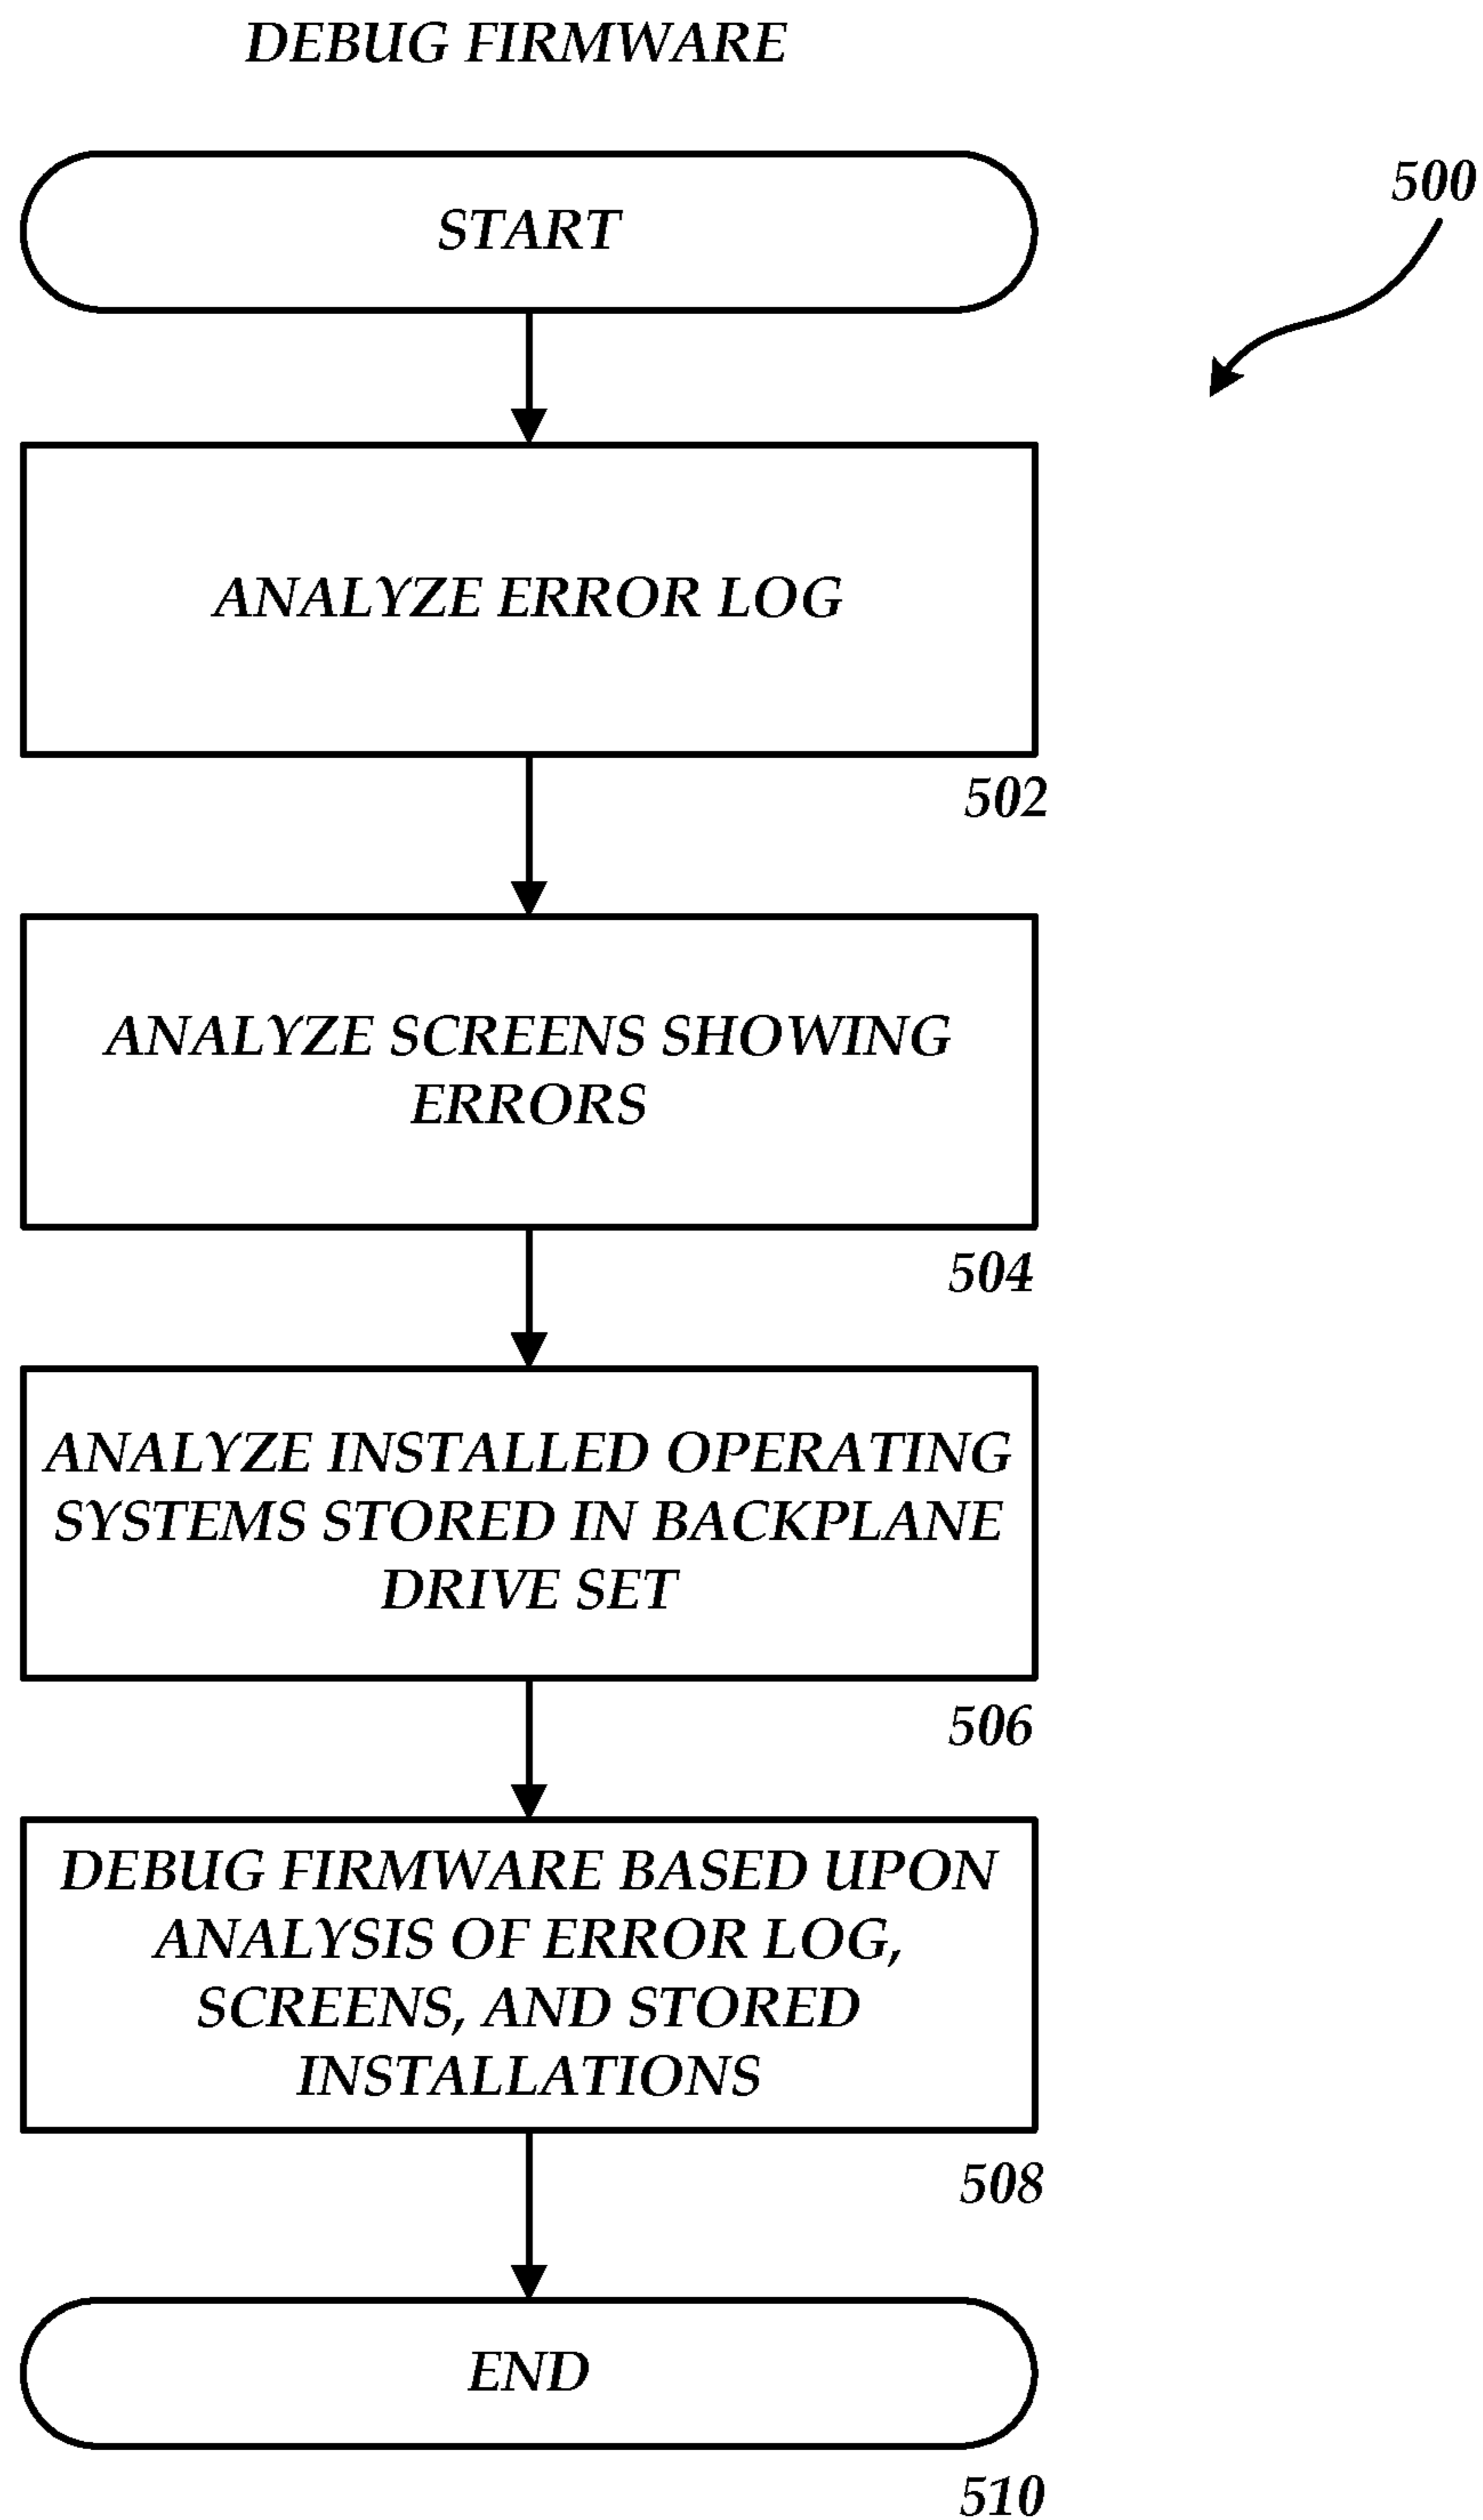 DEBUG FIRMWARE
START
500
ANALYZE ERROR LOG
502
ANALYZE SCREENS SHOWING
ERRORS
504
ANALYZE INSTALLED OPERATING
SYSTEMS STORED IN BACKPLANE
DRIVE SET
506
DEBUG FIRMWARE BASED UPON
ANALYSIS OF ERROR LOG,
SCREENS, AND STORED
INSTALLATIONS
508
END
510